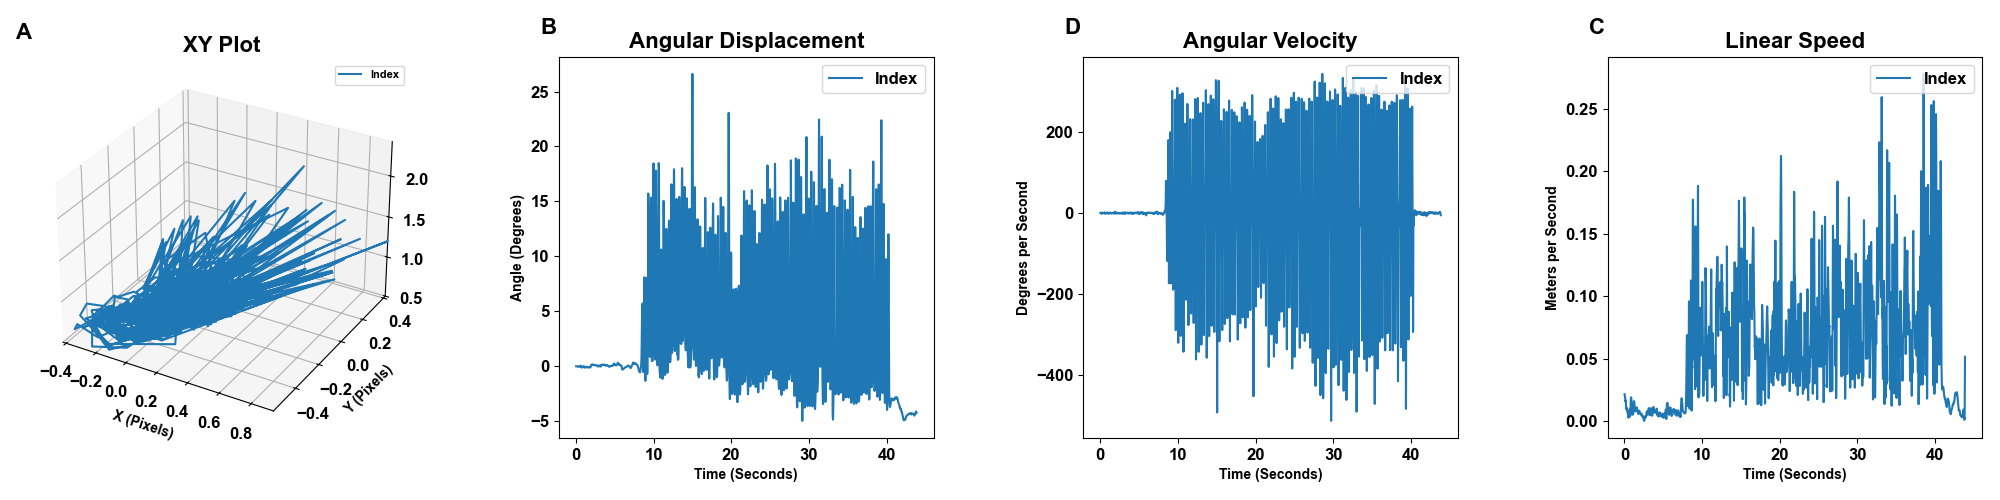 A
XY Plot
Index
2.0
1.5
1.0
0.5
0.4
0.2
0.0
−0.2
−0.4
Y (Pixels)
−0.4
−0.2
0.0
0.2
0.4
0.6
0.8
X (Pixels)
B
Angular Displacement
Index
25
20
15
10
5
0
−5
Angle (Degrees)
0 10 20 30 40
Time (Seconds)
D
Angular Velocity
Index
200
0
−200
−400
Degrees per Second
0 10 20 30 40
Time (Seconds)
C
Linear Speed
Index
0.25
0.20
0.15
0.10
0.05
0.00
Meters per Second
0 10 20 30 40
Time (Seconds)